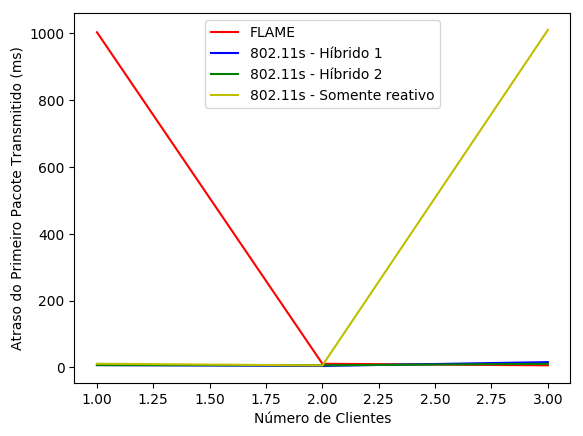 FLAME
802.11s - Híbrido 1
802.11s - Híbrido 2
802.11s - Somente reativo
Atraso do Primeiro Pacote Transmitido (ms)
1000
800
600
400
200
0
1.00 1.25 1.50 1.75 2.00 2.25 2.50 2.75 3.00
Número de Clientes